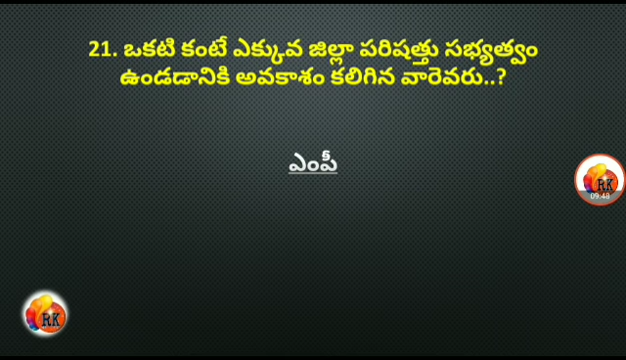 21. ఒకటి కంటే ఎక్కువ జిల్లా పరిషత్తు సభ్యత్వం
ఉండడానికి అవకాశం కలిగిన వారెవరు..?
ఎంపీ
RK
09:48
RK